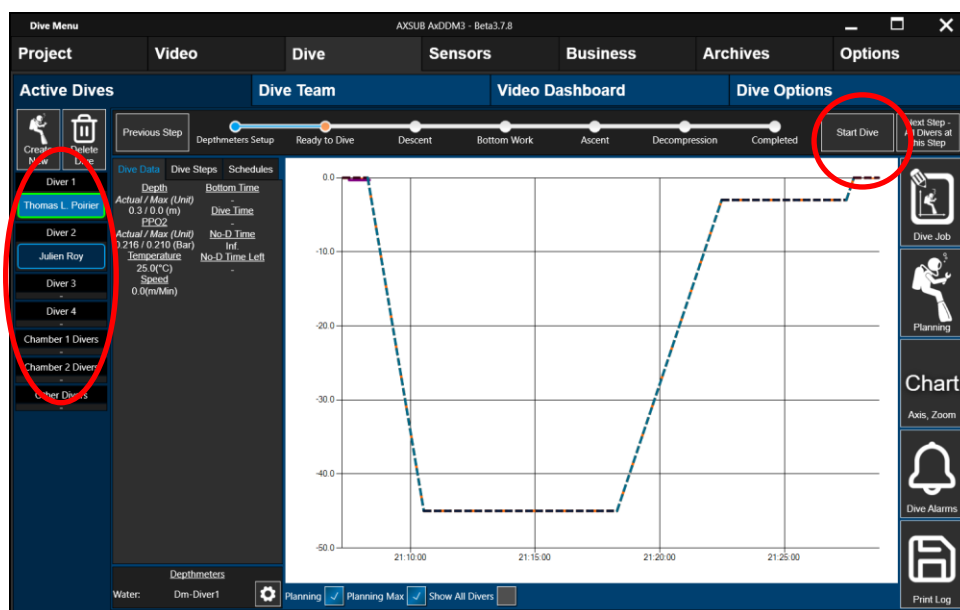 Dive Menu
AXSUB AxDDM3 - Beta3.7.8
Project Video Dive Sensors Business Archives Options
Active Dives Dive Team Video Dashboard Dive Options
Create New
Delete Dive
Previous Step
Depthmeters Setup Ready to Dive Descent Bottom Work Ascent Decompression Completed
Start Dive
Next Step -
All Divers at
this Step
Diver 1
Thomas L. Poirier
Diver 2
Julien Roy
Diver 3
-
Diver 4
-
Chamber 1 Divers
-
Chamber 2 Divers
-
Other Divers
-
Dive Data Dive Steps Schedules
Depth
Actual / Max (Unit)
0.3 / 0.0 (m)
PPO2
Actual / Max (Unit)
0.216 / 0.210 (Bar)
Temperature
25.0(°C)
Speed
0.0(m/Min)
Bottom Time
-
Dive Time
-
No-D Time
Inf.
No-D Time Left
-
Depthmeters
Water: Dm-Diver1
0.0
-10.0
-20.0
-30.0
-40.0
-50.0
21:10:00 21:15:00 21:20:00 21:25:00
Planning Planning Max Show All Divers
Dive Job
Planning
Chart
Axis, Zoom
Dive Alarms
Print Log